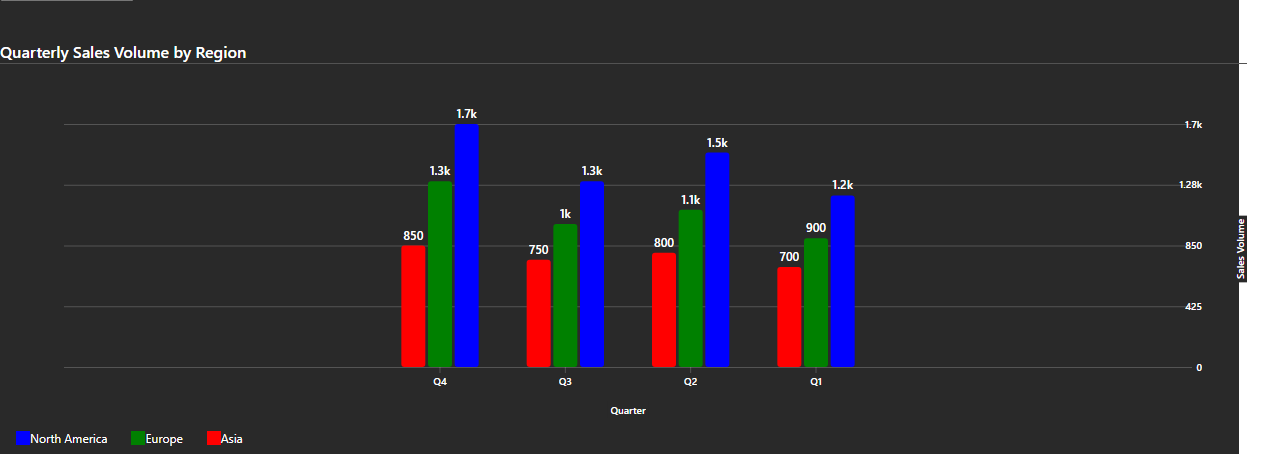 Quarterly Sales Volume by Region
1.7k
1.3k
850
1.3k
1k
750
1.5k
1.1k
800
1.2k
900
700
1.7k
1.28k
850
425
0
Sales Volume
Q4 Q3 Q2 Q1
Quarter
North America Europe Asia